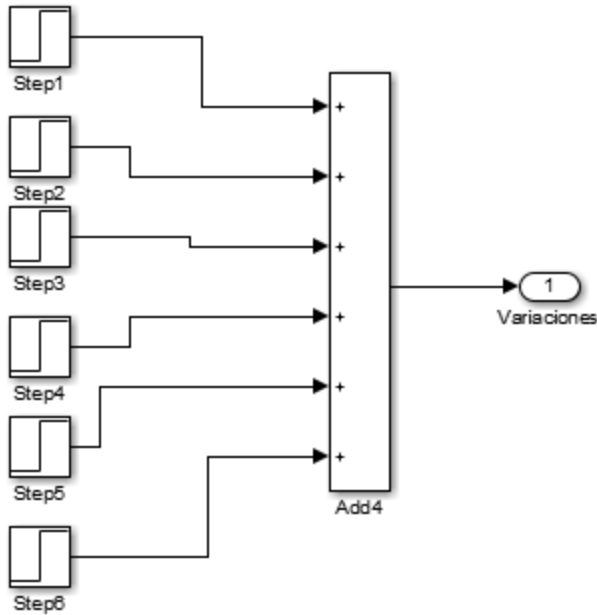 Step1
+
Step2
+
Step3
+
1
Variaciones
+
Step4
+
Step5
+
Add4
Step6